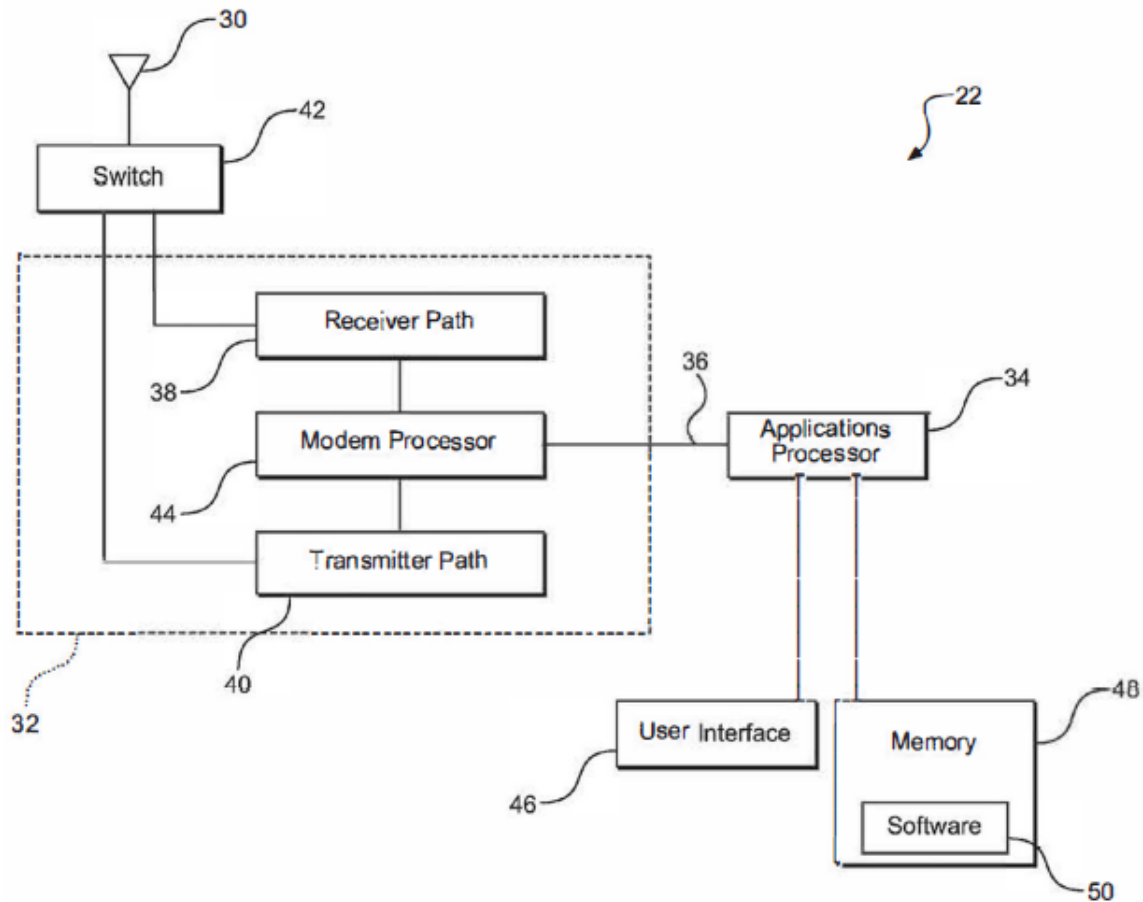 30
42
22
Switch
Receiver Path
38
36
34
Applications
Processor
Modem Processor
44
Transmitter Path
40
32
48
User Interface
Memory
46
Software
50